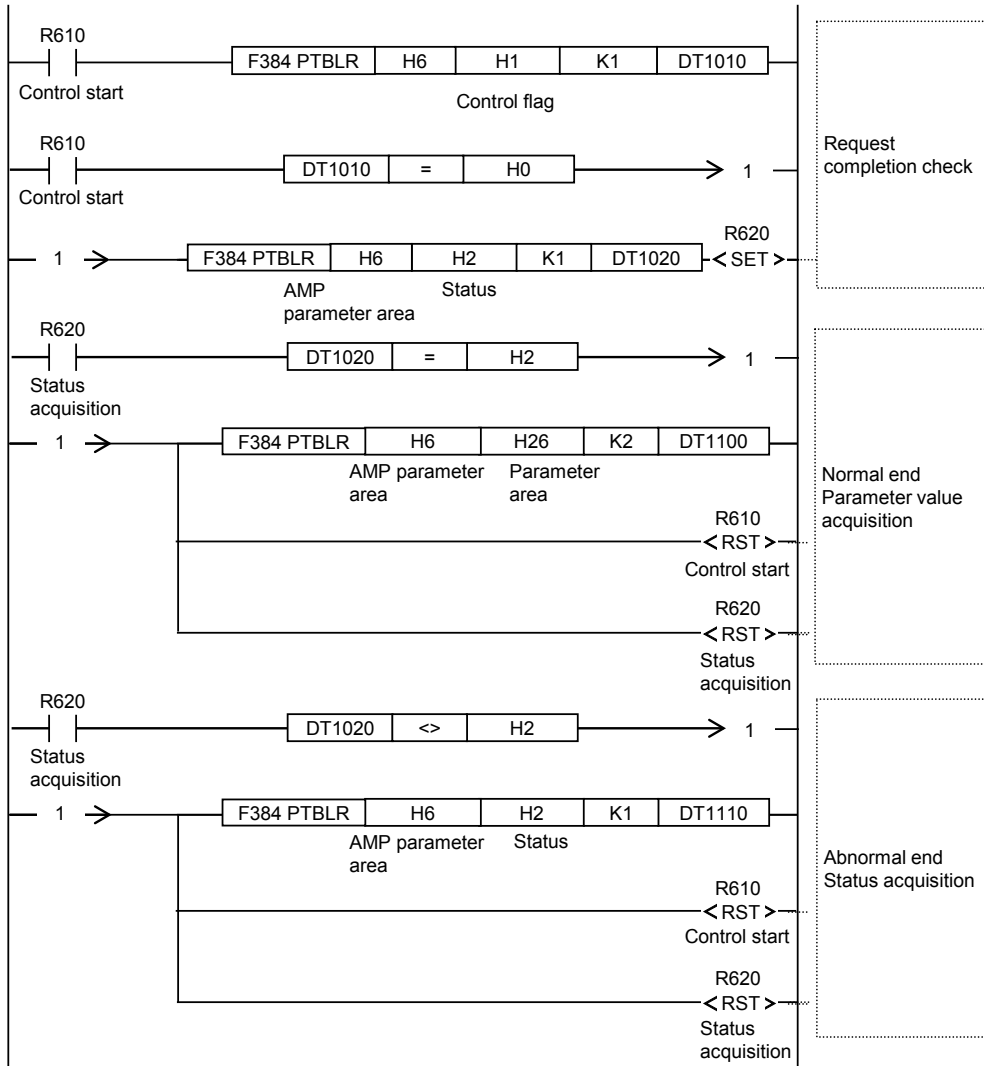 R610
F384 PTBLR H6 H1 K1 DT1010
Control start
Control flag
R610
DT1010 = H0 1
Control start
Request
completion check
R620
1 F384 PTBLR H6 H2 K1 DT1020 < SET >
AMP
parameter area
Status
R620
DT1020 = H2 1
Status
acquisition
1 F384 PTBLR H6 H26 K2 DT1100
AMP parameter
area
Parameter
area
R610
< RST >
Control start
R620
< RST >
Status
acquisition
Normal end
Parameter value
acquisition
R620
DT1020 <> H2 1
Status
acquisition
1 F384 PTBLR H6 H2 K1 DT1110
AMP parameter
area
Status
R610
< RST >
Control start
R620
< RST >
Status
acquisition
Abnormal end
Status acquisition